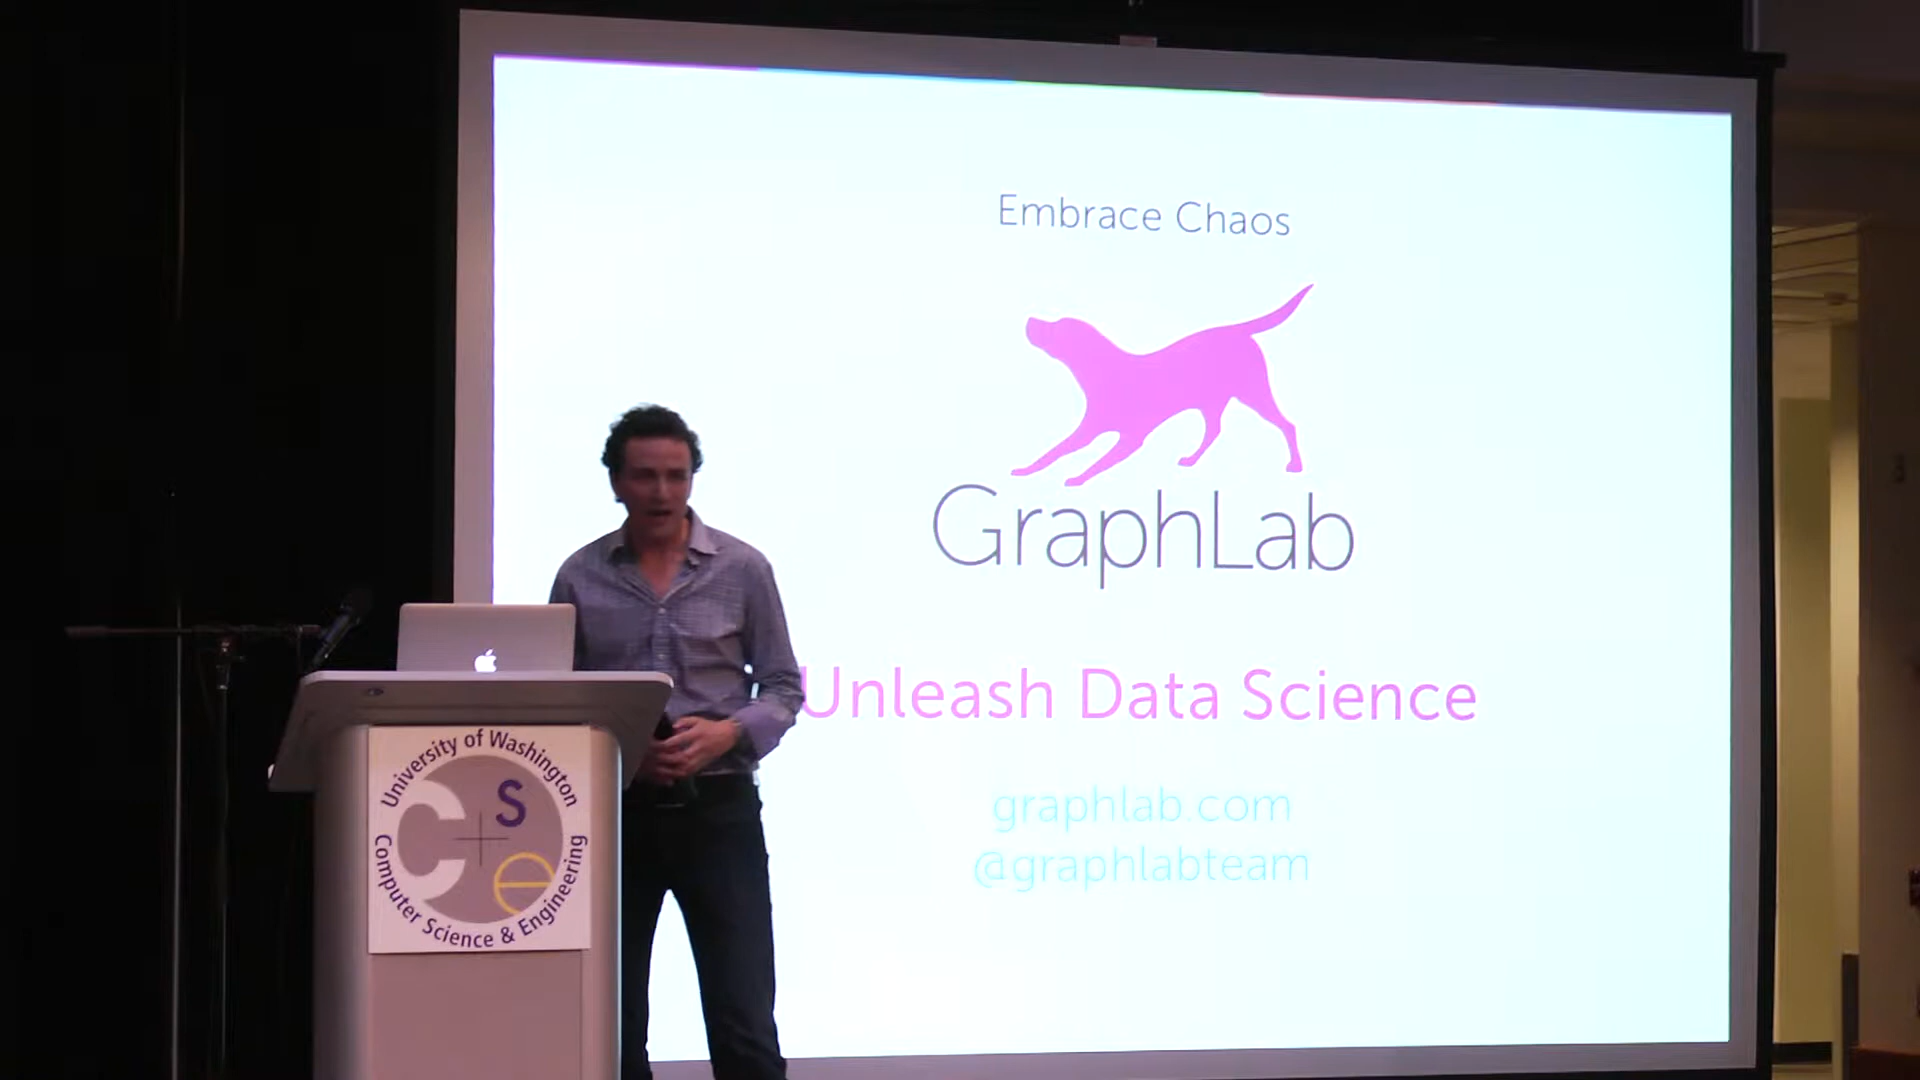 Embrace Chaos
GraphLab
Unleash Data Science
graphlab.com
@graphlabteam
University of Washington
C S e
Computer Science & Engineering